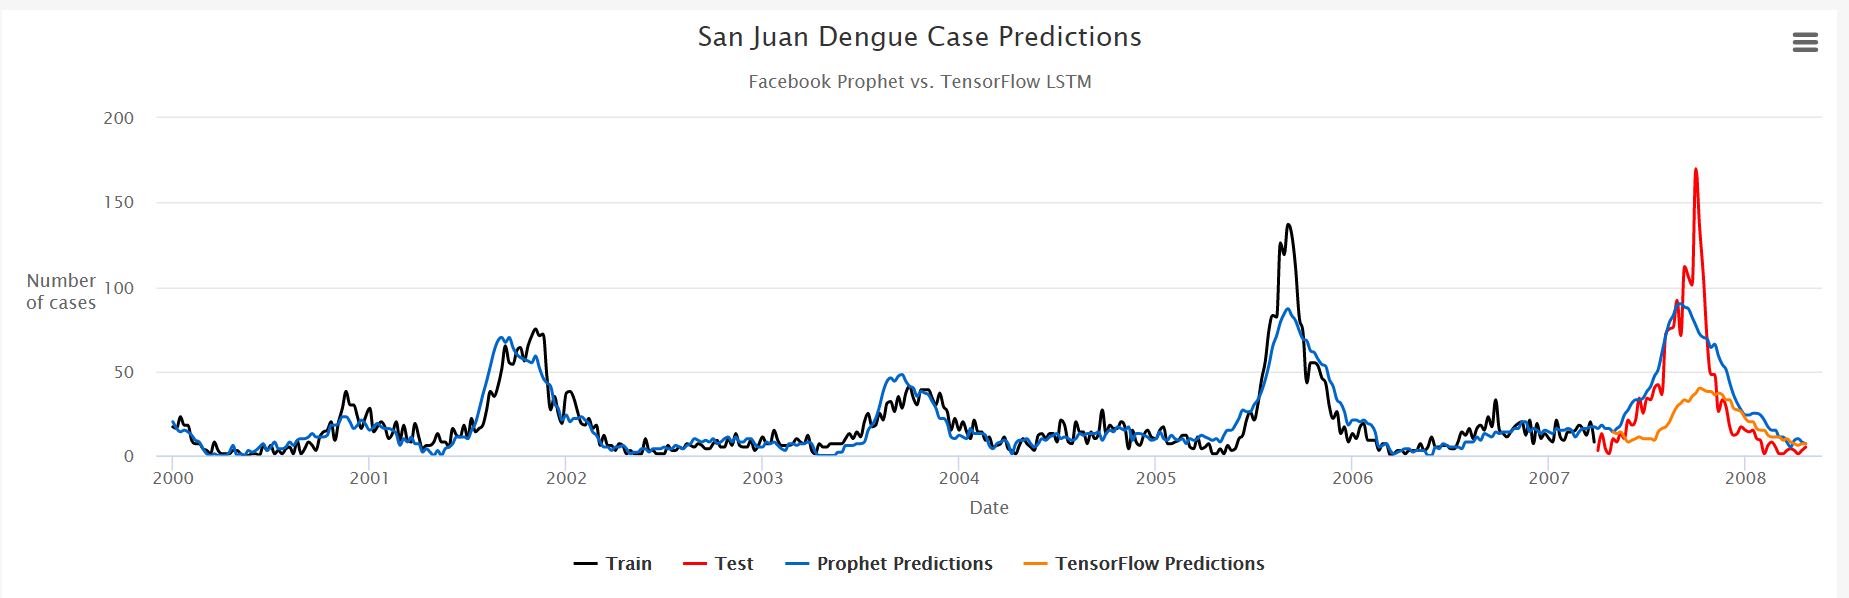 San Juan Dengue Case Predictions
Facebook Prophet vs. TensorFlow LSTM
200
150
Number
of cases
100
50
0
2000 2001 2002 2003 2004 2005 2006 2007 2008
Date
Train Test Prophet Predictions TensorFlow Predictions